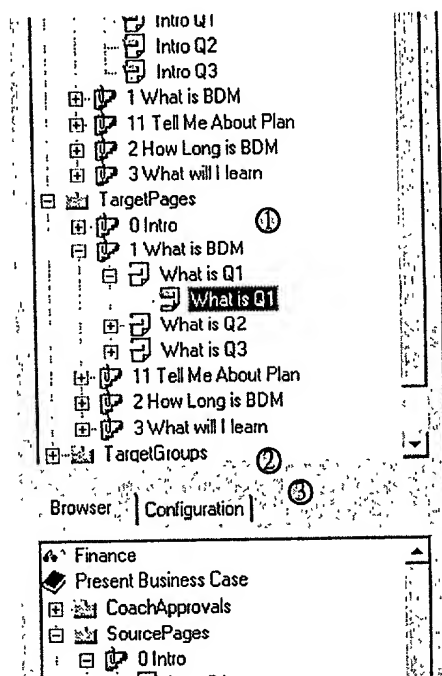 Intro Q1
Intro Q2
Intro Q3
1 What is BDM
11 Tell Me About Plan
2 How Long is BDM
3 What will I learn
TargetPages
0 Intro ①
1 What is BDM
What is Q1
What is Q1
What is Q2
What is Q3
11 Tell Me About Plan
2 How Long is BDM
3 What will I learn
TargetGroups ②
③
Browser Configuration
Finance
Present Business Case
CoachApprovals
SourcePages
0 Intro